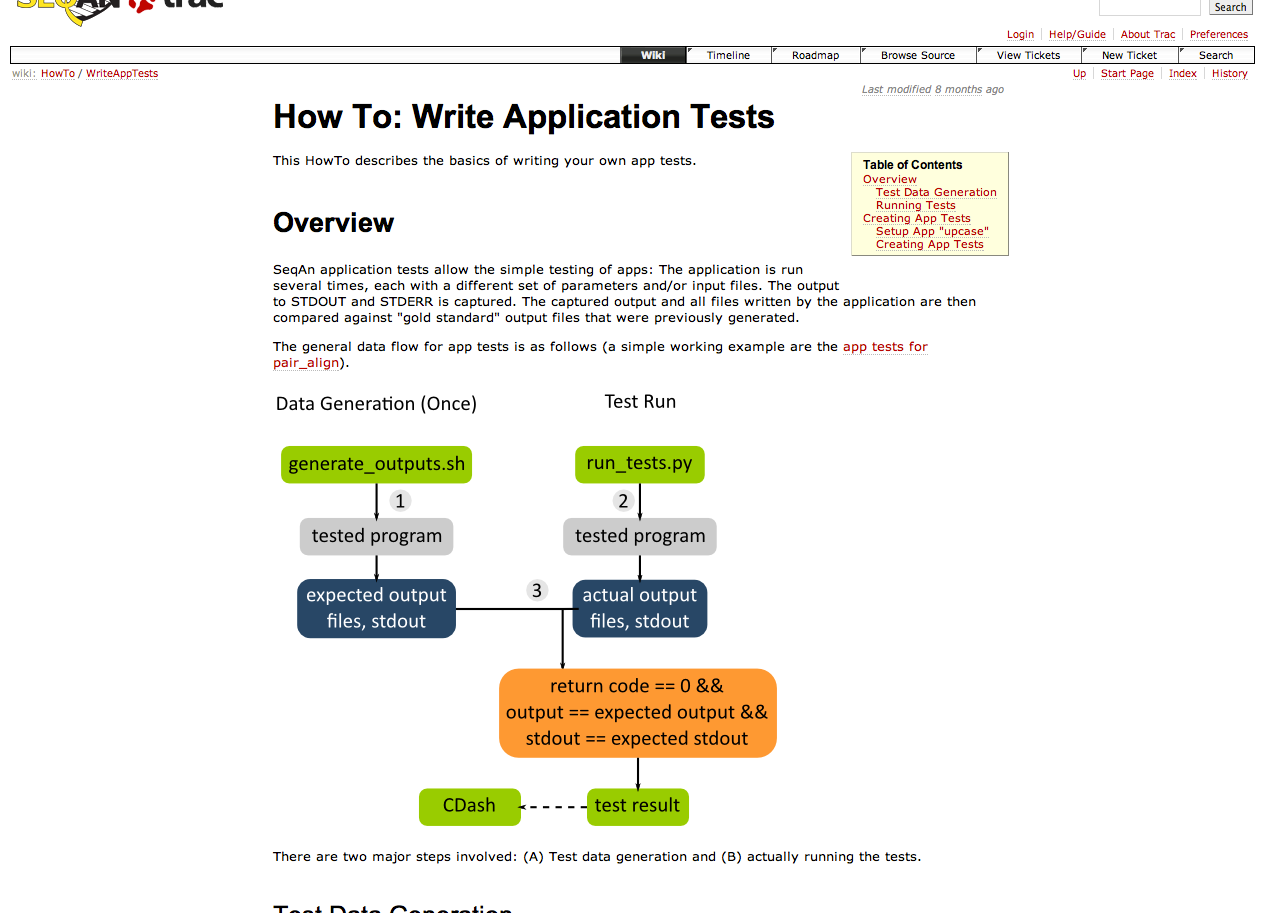 SEQAN trac
Search
Login Help/Guide About Trac Preferences
Wiki Timeline Roadmap Browse Source View Tickets New Ticket Search
wiki: HowTo / WriteAppTests
Up Start Page Index History
Last modified 8 months ago
How To: Write Application Tests
This HowTo describes the basics of writing your own app tests.
Table of Contents
Overview
Test Data Generation
Running Tests
Creating App Tests
Setup App "upcase"
Creating App Tests
Overview
SeqAn application tests allow the simple testing of apps: The application is run
several times, each with a different set of parameters and/or input files. The output
to STDOUT and STDERR is captured. The captured output and all files written by the application are then
compared against "gold standard" output files that were previously generated.
The general data flow for app tests is as follows (a simple working example are the app tests for
pair_align).
Data Generation (Once)
Test Run
generate_outputs.sh
run_tests.py
1
2
tested program
tested program
3
expected output
files, stdout
actual output
files, stdout
return code == 0 &&
output == expected output &&
stdout == expected stdout
CDash
test result
There are two major steps involved: (A) Test data generation and (B) actually running the tests.
Test Data Generation